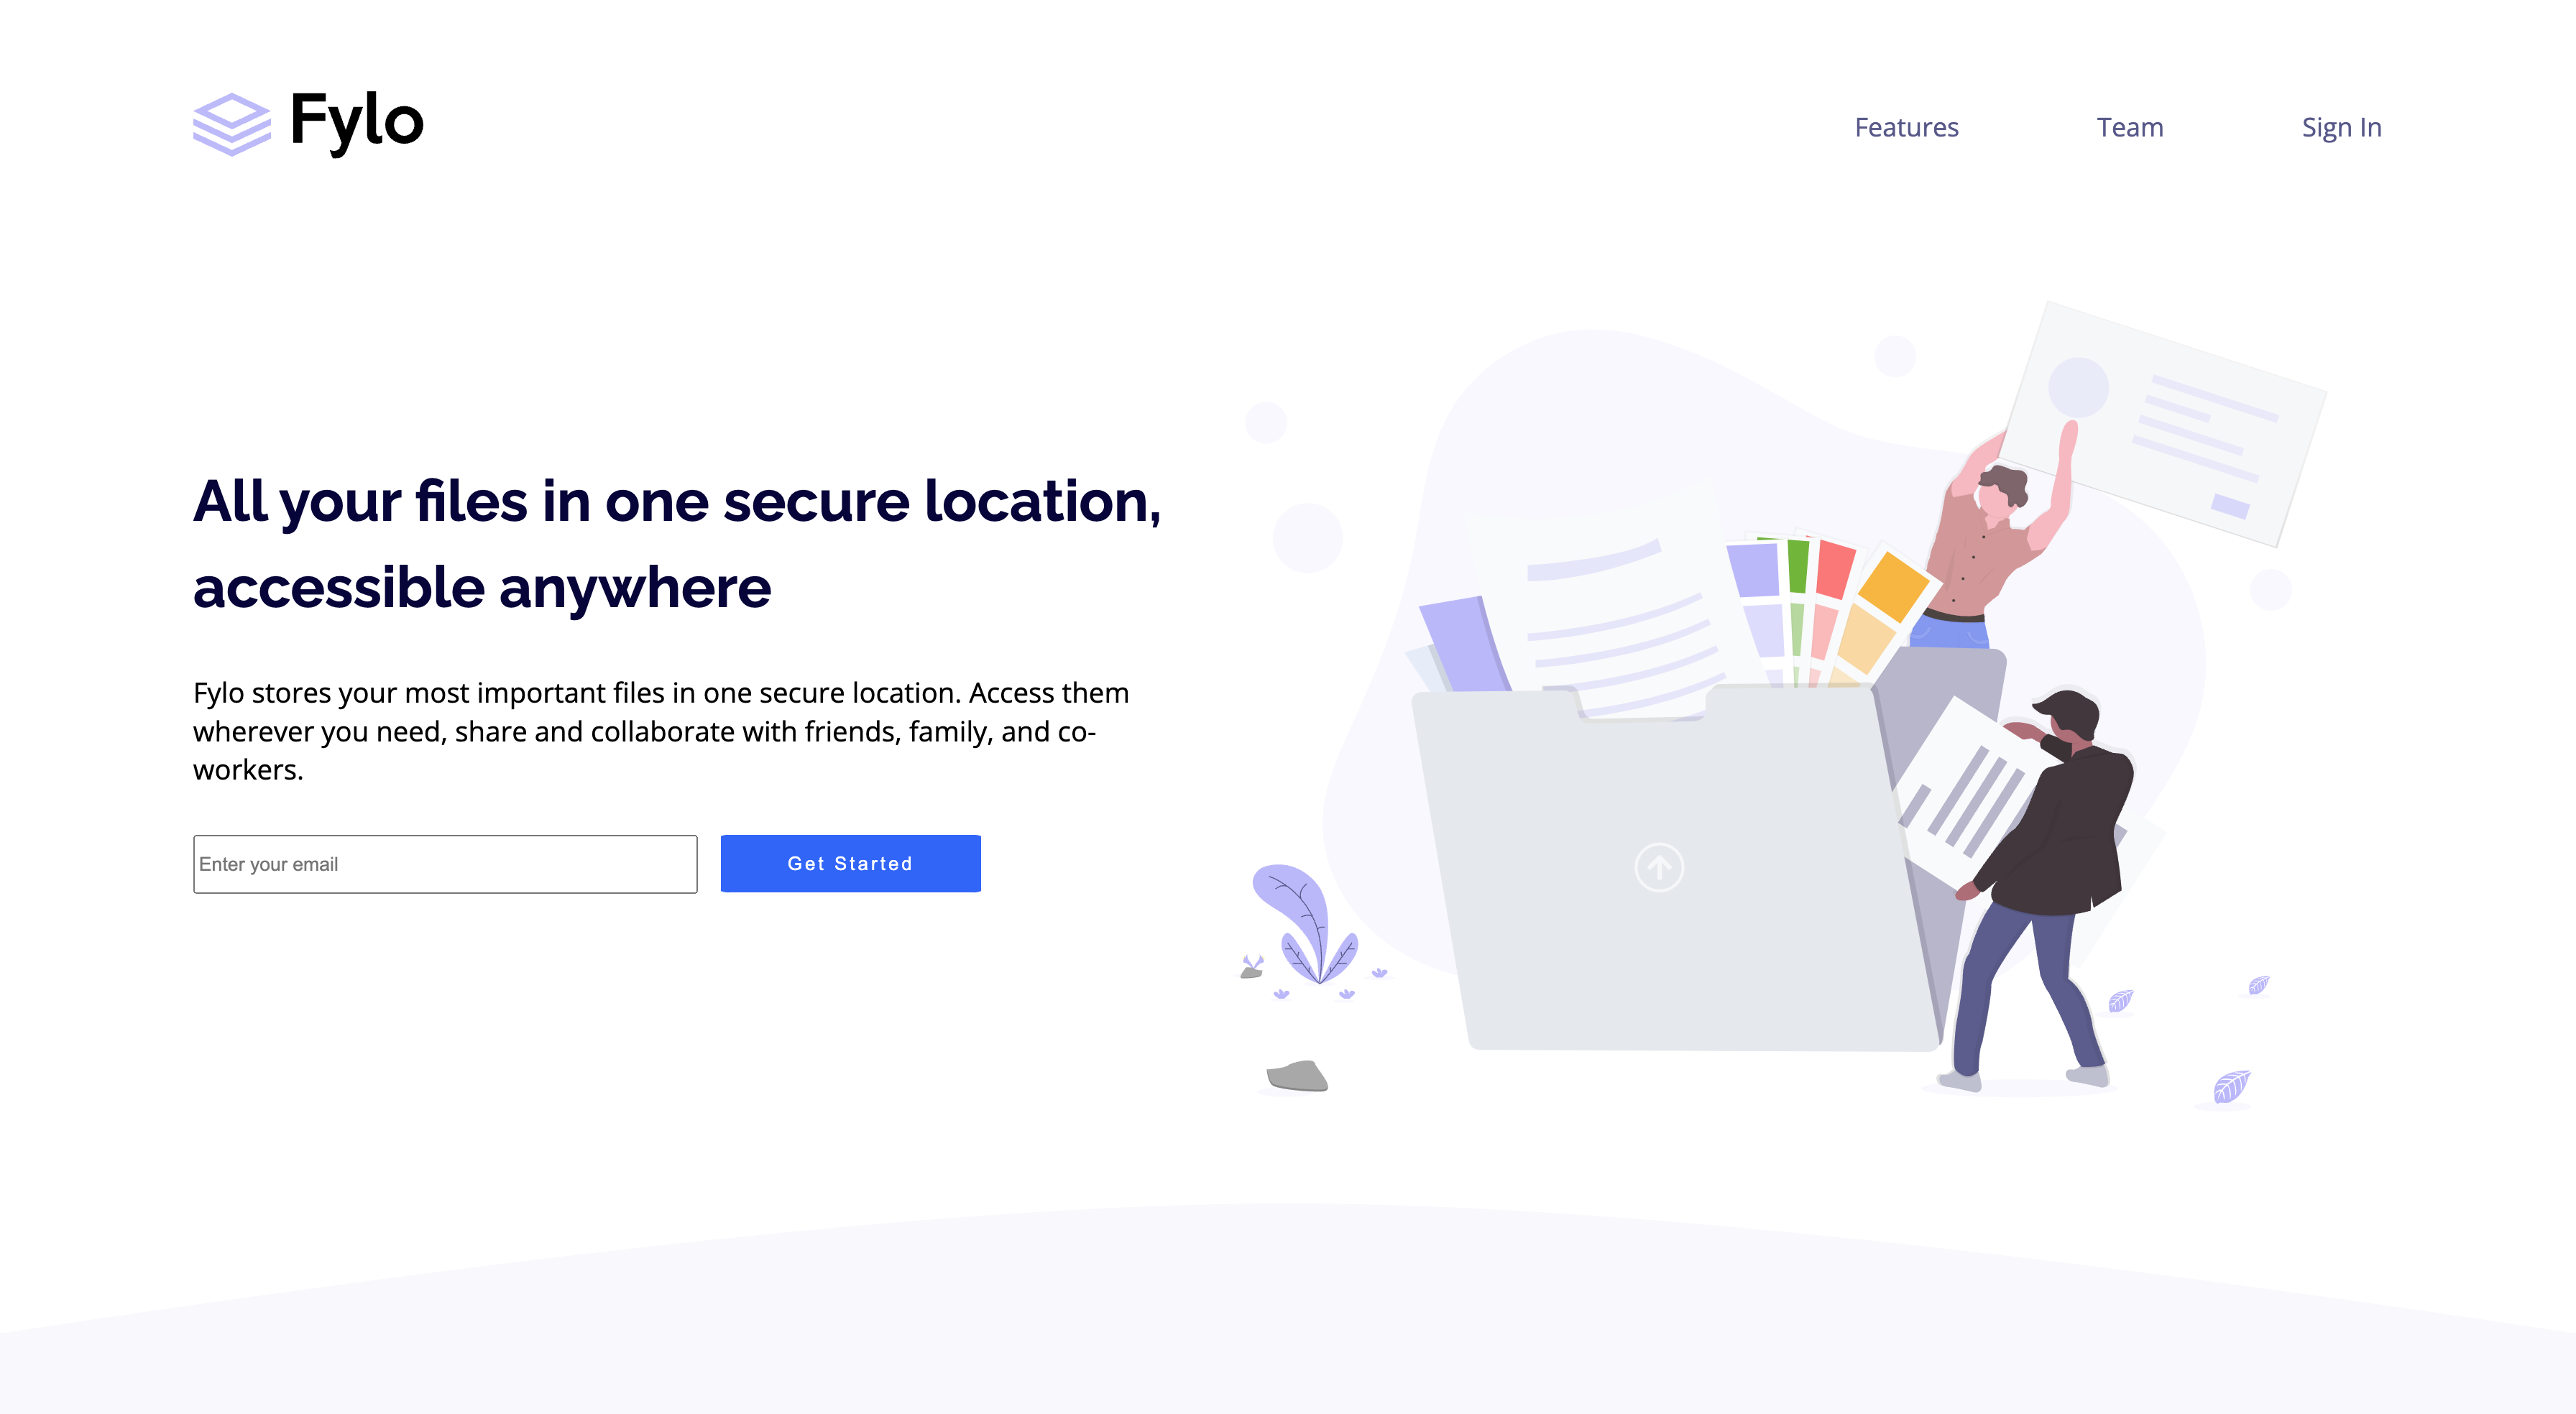 Fylo
Features
Team
Sign In
All your files in one secure location,
accessible anywhere
Fylo stores your most important files in one secure location. Access them
wherever you need, share and collaborate with friends, family, and co-
workers.
Enter your email
Get Started